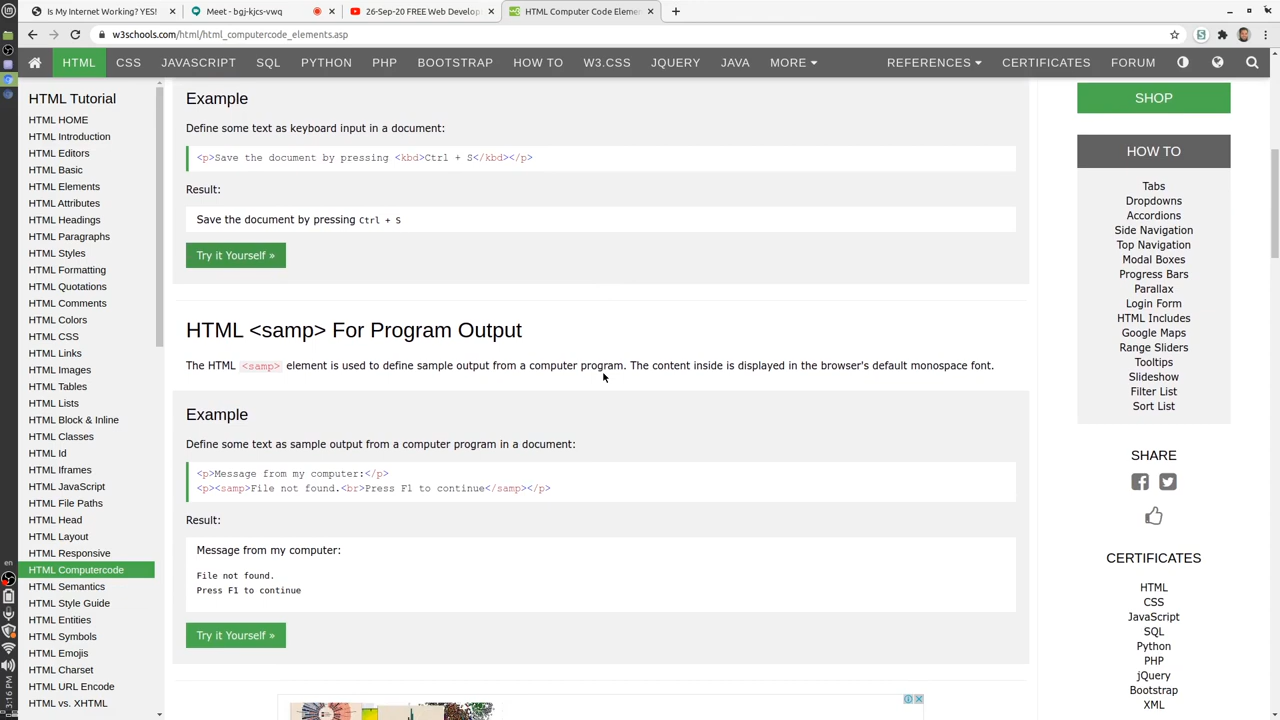 Is My Internet Working? YES!
Meet - bgj-kjcs-vwq
26-Sep-20 FREE Web Develop
HTML Computer Code Eleme
w3schools.com/html/html_computercode_elements.asp
HTML CSS JAVASCRIPT SQL PYTHON PHP BOOTSTRAP HOW TO W3.CSS JQUERY JAVA MORE REFERENCES CERTIFICATES FORUM
HTML Tutorial
HTML HOME
HTML Introduction
HTML Editors
HTML Basic
HTML Elements
HTML Attributes
HTML Headings
HTML Paragraphs
HTML Styles
HTML Formatting
HTML Quotations
HTML Comments
HTML Colors
HTML CSS
HTML Links
HTML Images
HTML Tables
HTML Lists
HTML Block & Inline
HTML Classes
HTML Id
HTML Iframes
HTML JavaScript
HTML File Paths
HTML Head
HTML Layout
HTML Responsive
HTML Computercode
HTML Semantics
HTML Style Guide
HTML Entities
HTML Symbols
HTML Emojis
HTML Charset
HTML URL Encode
HTML vs. XHTML
Example
Define some text as keyboard input in a document:
<p>Save the document by pressing <kbd>Ctrl + S</kbd></p>
Result:
Save the document by pressing Ctrl + S
Try it Yourself »
HTML <samp> For Program Output
The HTML <samp> element is used to define sample output from a computer program. The content inside is displayed in the browser's default monospace font.
Example
Define some text as sample output from a computer program in a document:
<p>Message from my computer:</p>
<p><samp>File not found.<br>Press F1 to continue</samp></p>
Result:
Message from my computer:
File not found.
Press F1 to continue
Try it Yourself »
SHOP
HOW TO
Tabs
Dropdowns
Accordions
Side Navigation
Top Navigation
Modal Boxes
Progress Bars
Parallax
Login Form
HTML Includes
Google Maps
Range Sliders
Tooltips
Slideshow
Filter List
Sort List
SHARE
CERTIFICATES
HTML
CSS
JavaScript
SQL
Python
PHP
jQuery
Bootstrap
XML
en
3:16 PM